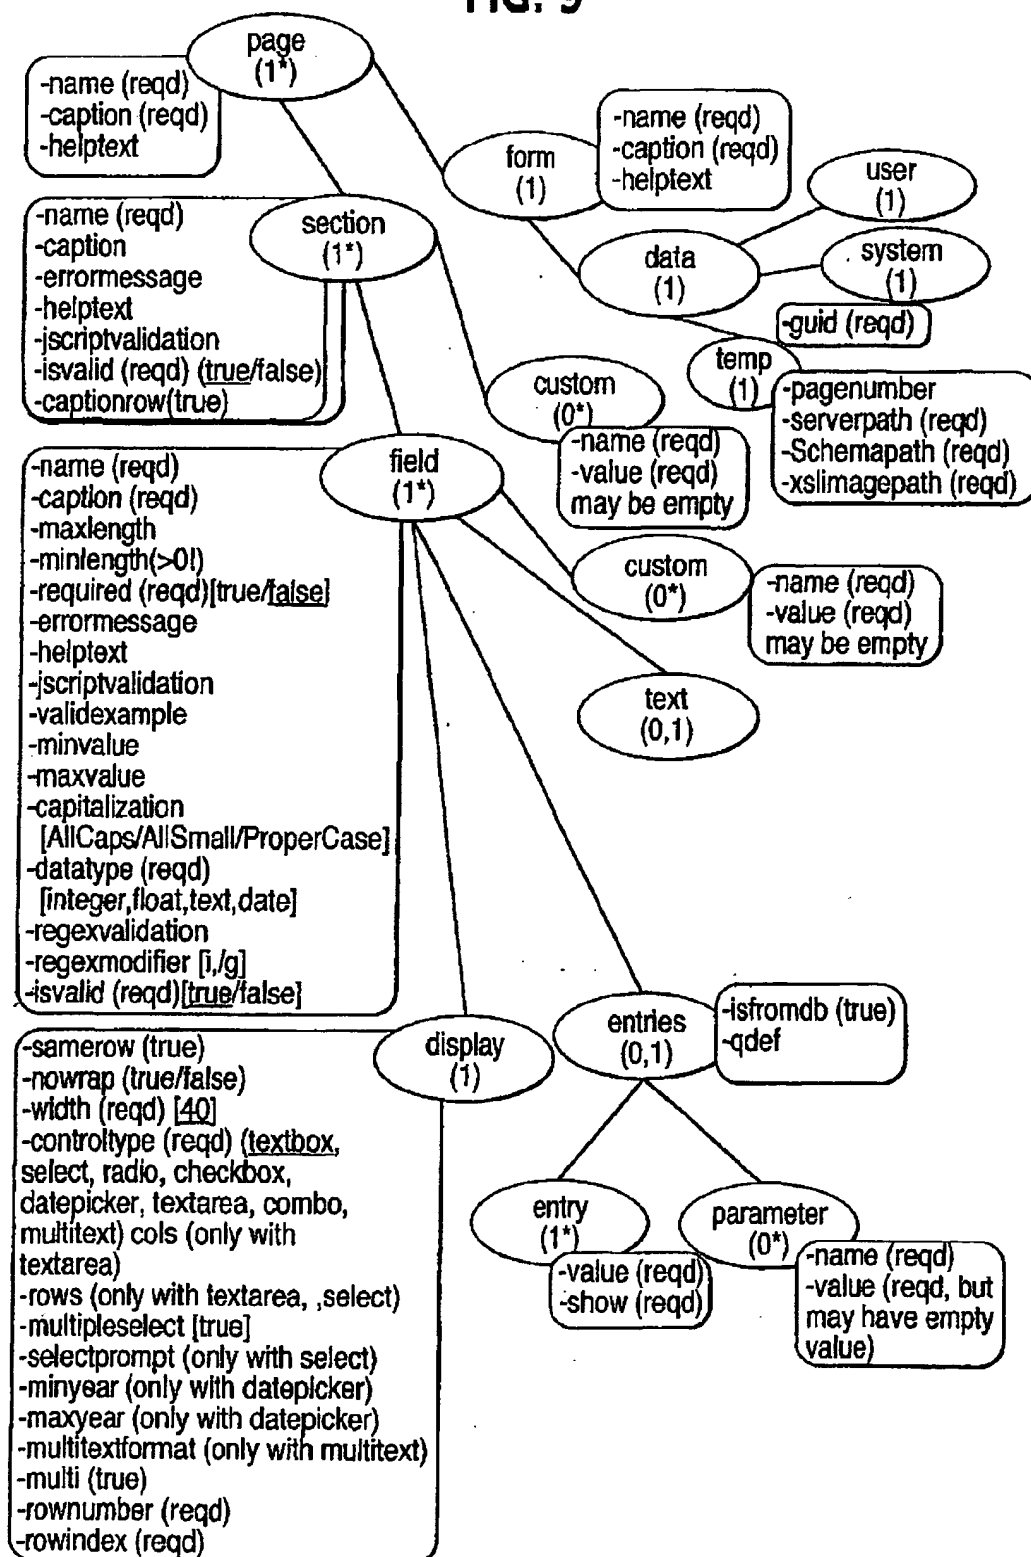 FIG. 9
page
(1*)
-name (reqd)
-caption (reqd)
-helptext
form
(1)
-name (reqd)
-caption (reqd)
-helptext
user
(1)
data
(1)
system
(1)
-guid (reqd)
temp
(1)
-pagenumber
-serverpath (reqd)
-Schemapath (reqd)
-xslimagepath (reqd)
section
(1*)
-name (reqd)
-caption
-errormessage
-helptext
-jscriptvalidation
-isvalid (reqd) (true/false)
-captionrow(true)
custom
(0*)
-name (reqd)
-value (reqd)
may be empty
field
(1*)
-name (reqd)
-caption (reqd)
-maxlength
-minlength(>0!)
-required (reqd)[true/false]
-errormessage
-helptext
-jscriptvalidation
-validexample
-minvalue
-maxvalue
-capitalization
[AllCaps/AllSmall/ProperCase]
-datatype (reqd)
[integer,float,text,date]
-regexvalidation
-regexmodifier [i,/g]
-isvalid (reqd)[true/false]
custom
(0*)
-name (reqd)
-value (reqd)
may be empty
text
(0,1)
display
(1)
-samerow (true)
-nowrap (true/false)
-width (reqd) [40]
-controltype (reqd) (textbox,
select, radio, checkbox,
datepicker, textarea, combo,
multitext) cols (only with
textarea)
-rows (only with textarea, ,select)
-multipleselect [true]
-selectprompt (only with select)
-minyear (only with datepicker)
-maxyear (only with datepicker)
-multitextformat (only with multitext)
-multi (true)
-rownumber (reqd)
-rowindex (reqd)
entries
(0,1)
-isfromdb (true)
-qdef
entry
(1*)
-value (reqd)
-show (reqd)
parameter
(0*)
-name (reqd)
-value (reqd, but
may have empty
value)